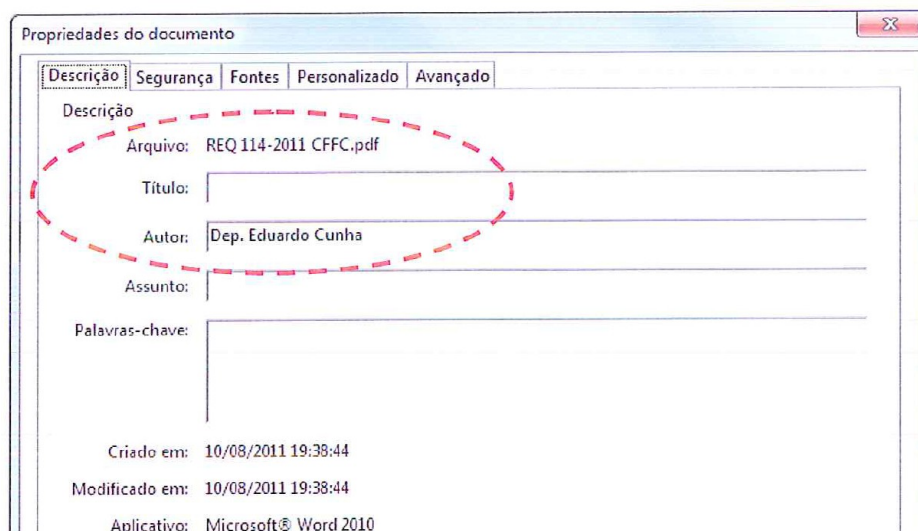 Propriedades do documento
Descrição Segurança Fontes Personalizado Avançado
Descrição
Arquivo: REQ 114-2011 CFFC.pdf
Título:
Autor: Dep. Eduardo Cunha
Assunto:
Palavras-chave:
Criado em: 10/08/2011 19:38:44
Modificado em: 10/08/2011 19:38:44
Aplicativo: Microsoft® Word 2010